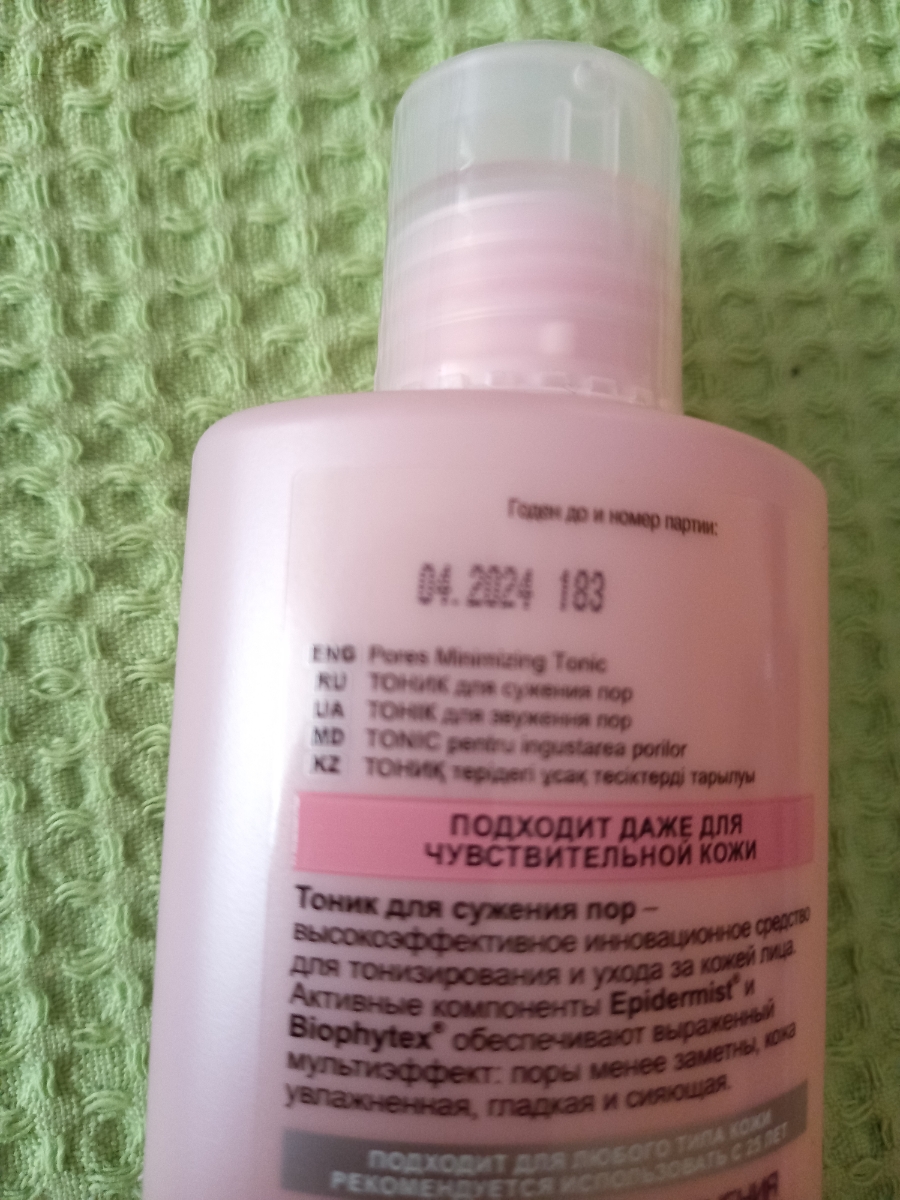 Годен до и номер партии:
04.2024 183
ENG Pores Minimizing Tonic
RU ТОНИК для сужения пор
UA ТОНІК для звуження пор
MD TONIC pentru ingustarea porilor
KZ ТОНИҚ терідегі ұсақ тесіктерді тарылуы
ПОДХОДИТ ДАЖЕ ДЛЯ
ЧУВСТВИТЕЛЬНОЙ КОЖИ
Тоник для сужения пор –
высокоэффективное инновационное средство
для тонизирования и ухода за кожей лица.
Активные компоненты Epidermist® и
Biophytex® обеспечивают выраженный
мультиэффект: поры менее заметны, кожа
увлажненная, гладкая и сияющая.
ПОДХОДИТ ДЛЯ ЛЮБОГО ТИПА КОЖИ
РЕКОМЕНДУЕТСЯ ИСПОЛЬЗОВАТЬ С 25 ЛЕТ